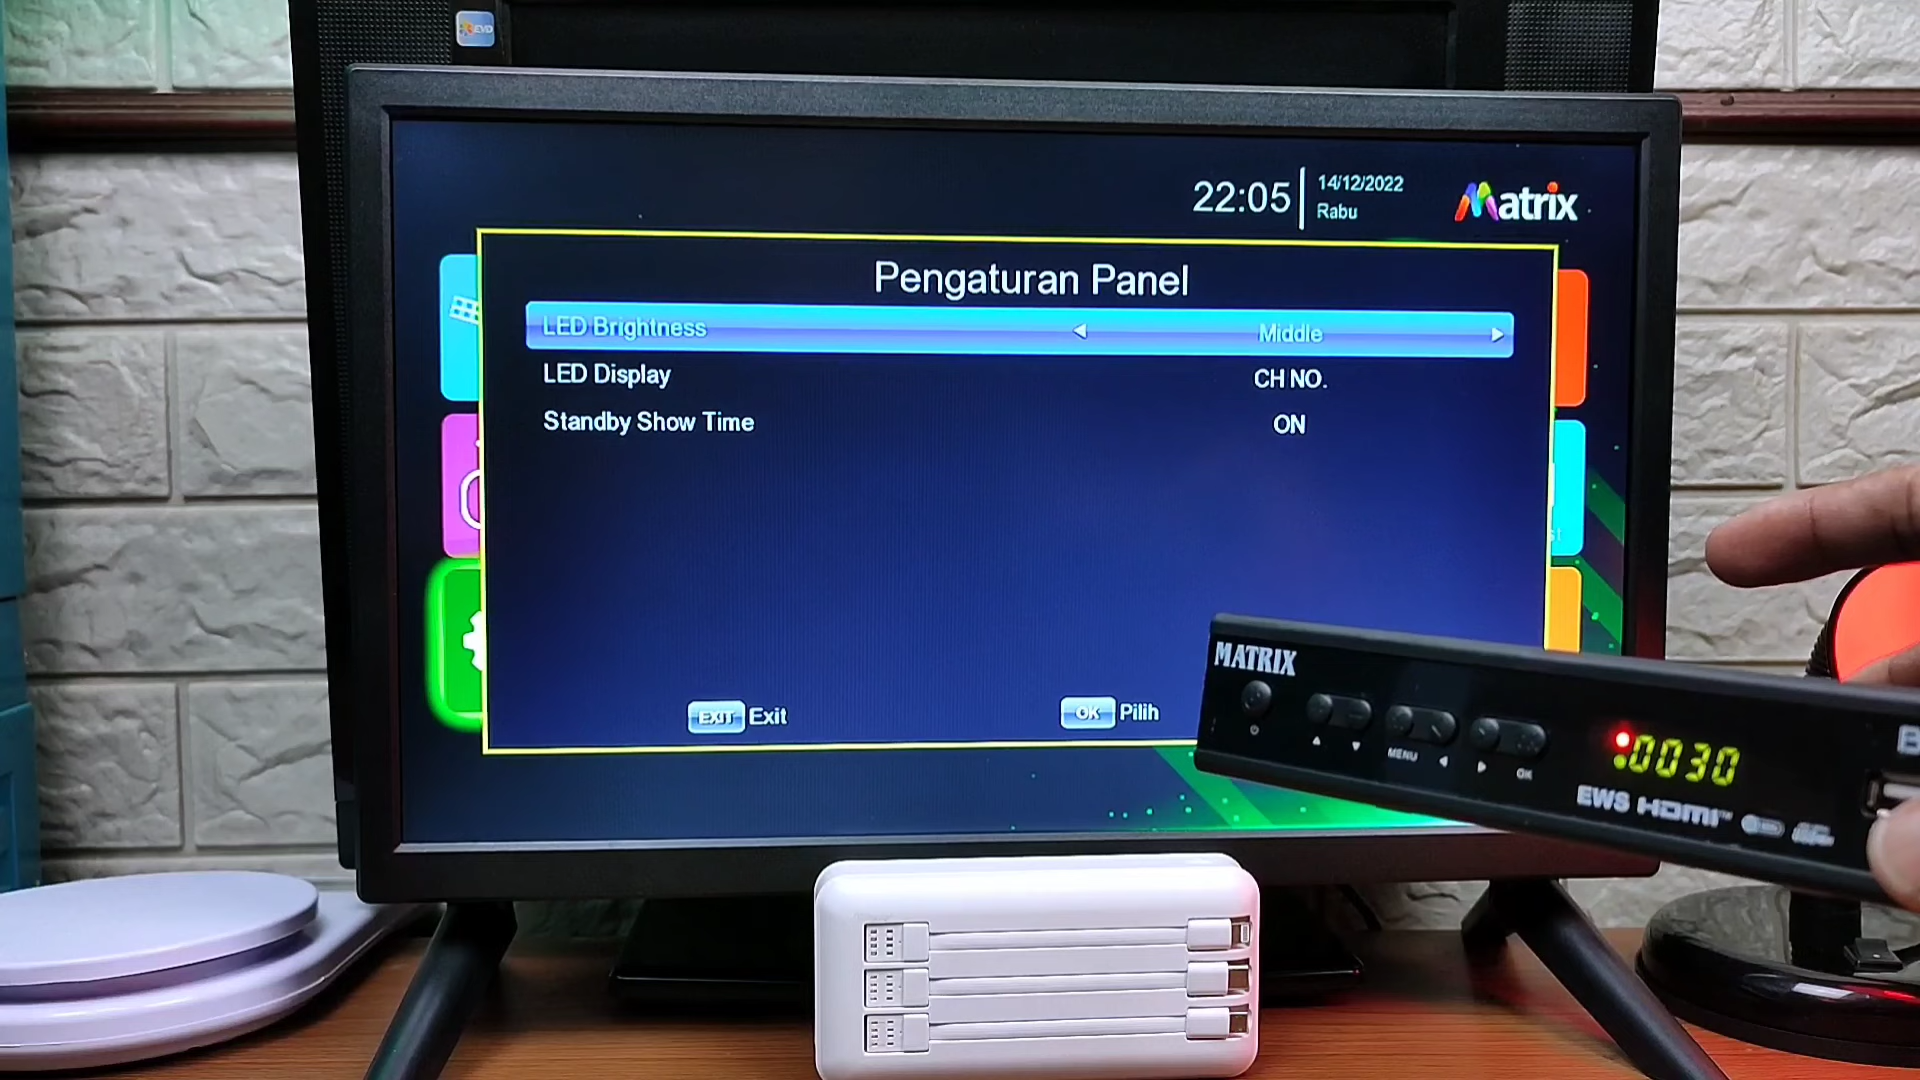 EVD
22:05
14/12/2022
Rabu
Matrix
Pengaturan Panel
LED Brightness Middle
LED Display CH NO.
Standby Show Time ON
EXIT Exit
OK Pilih
MATRIX
MENU OK
0030
EWS HDMI